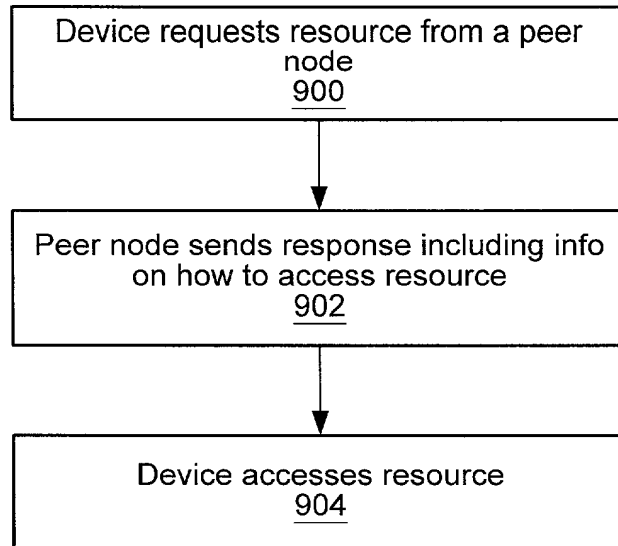 Device requests resource from a peer
node
900
Peer node sends response including info
on how to access resource
902
Device accesses resource
904